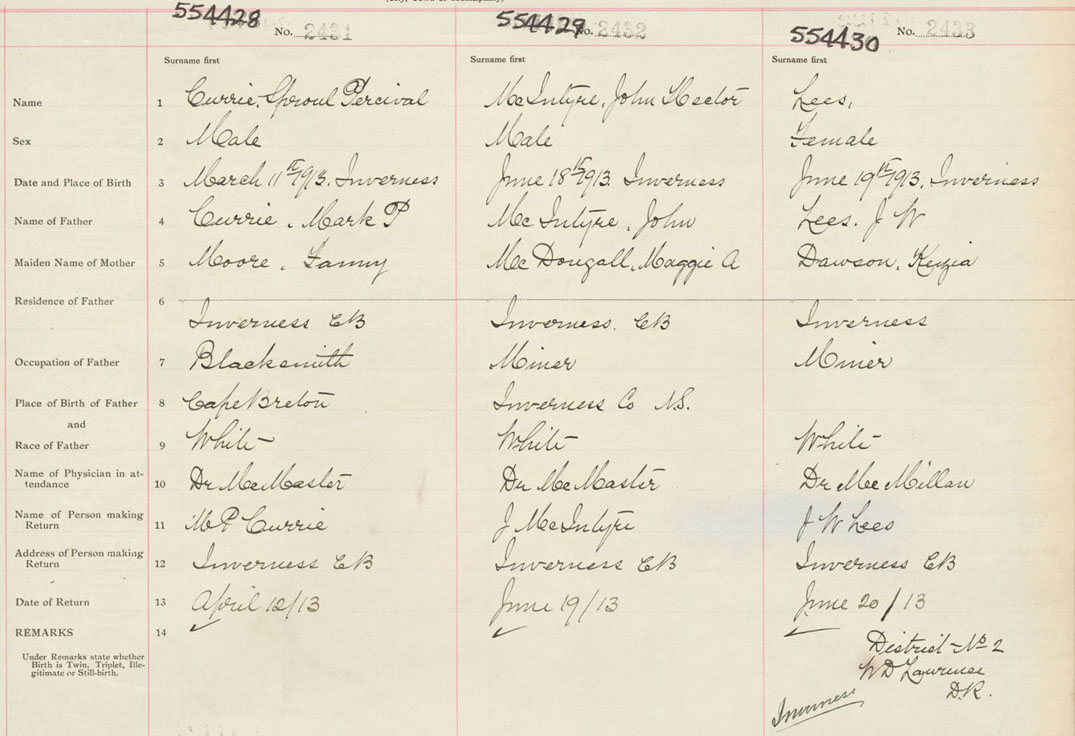 554428 554429 554430
No. 2431 No. 2432 No. 2433
Surname first Surname first Surname first
Name 1 Currie, Sproul Percival McIntyre, John Hector Lees,
Sex 2 Male Male Female
Date and Place of Birth 3 March 11th 1913. Inverness June 18th 1913. Inverness June 19th 1913. Inverness
Name of Father 4 Currie, Mark P McIntyre, John Lees. J W
Maiden Name of Mother 5 Moore, Fanny McDougall, Maggie A Dawson, Kezia
Residence of Father 6
Inverness CB Inverness. CB Inverness
Occupation of Father 7 Blacksmith Miner Miner
Place of Birth of Father 8 Cape Breton Inverness Co N.S.
and
Race of Father 9 White White White
Name of Physician in at-
tendance 10 Dr McMaster Dr McMaster Dr McMillan
Name of Person making
Return 11 M P Currie J McIntyre J W Lees
Address of Person making
Return 12 Inverness CB Inverness CB Inverness CB
Date of Return 13 April 12/13 June 19/13 June 20/13
REMARKS 14
Under Remarks state whether
Birth is Twin, Triplet, Ille-
gitimate or Still-birth.
District No 2
W D Lawrence
D.R.
Inverness